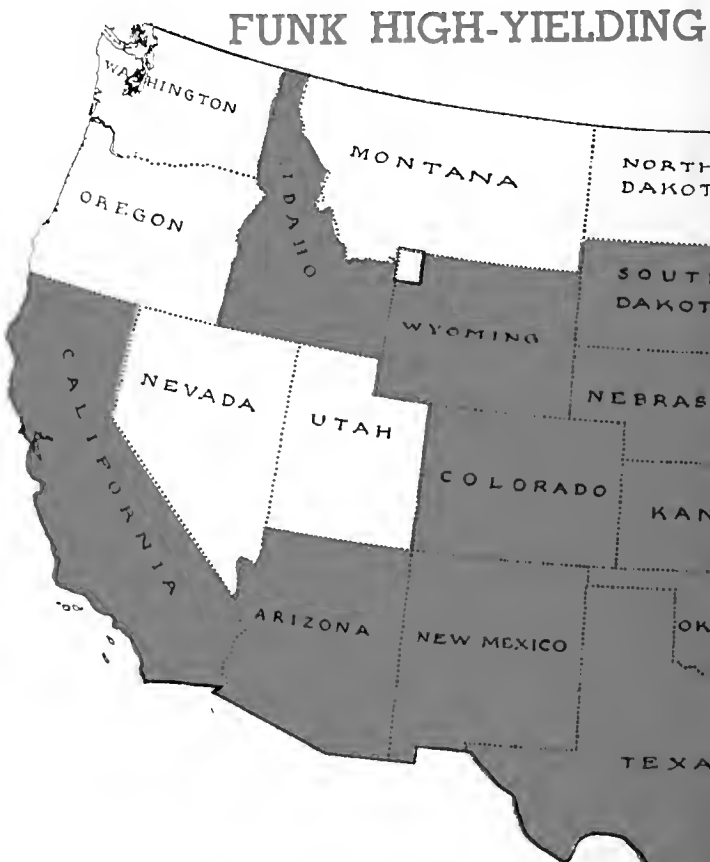 FUNK HIGH-YIELDING
WASHINGTON
MONTANA
NORTH
DAKOT
OREGON
IDAHO
SOUT
DAKOT
WYOMING
NEBRAS
NEVADA
UTAH
CALIFORNIA
COLORADO
KAN
ARIZONA
NEW MEXICO
OK
TEXA